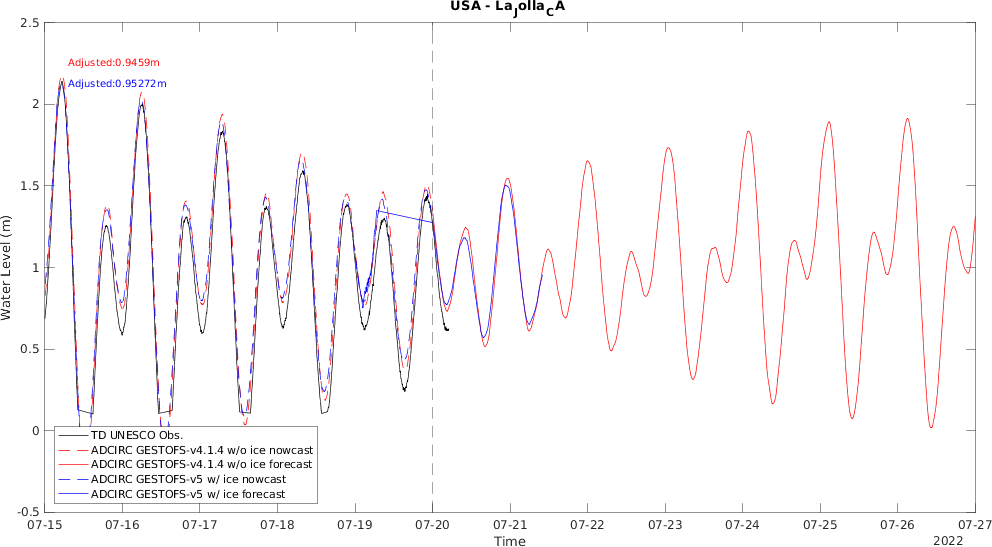 USA - LaJollaCA
2.5
Adjusted:0.9459m
Adjusted:0.95272m
2
1.5
1
0.5
0
-0.5
Water Level (m)
TD UNESCO Obs.
ADCIRC GESTOFS-v4.1.4 w/o ice nowcast
ADCIRC GESTOFS-v4.1.4 w/o ice forecast
ADCIRC GESTOFS-v5 w/ ice nowcast
ADCIRC GESTOFS-v5 w/ ice forecast
07-15 07-16 07-17 07-18 07-19 07-20 07-21 07-22 07-23 07-24 07-25 07-26 07-27
Time
2022